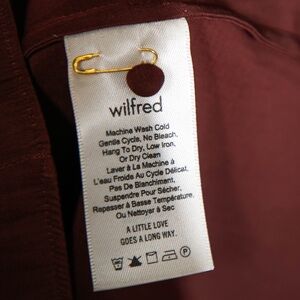 wilfred
Machine Wash Cold
Gentle Cycle, No Bleach,
Hang To Dry, Low Iron,
Or Dry Clean
Laver à La Machine à
L'eau Froide Au Cycle Délicat,
Pas De Blanchiment,
Suspendre Pour Sécher,
Repasser à Basse Température,
Ou Nettoyer à Sec
A LITTLE LOVE
GOES A LONG WAY.
P